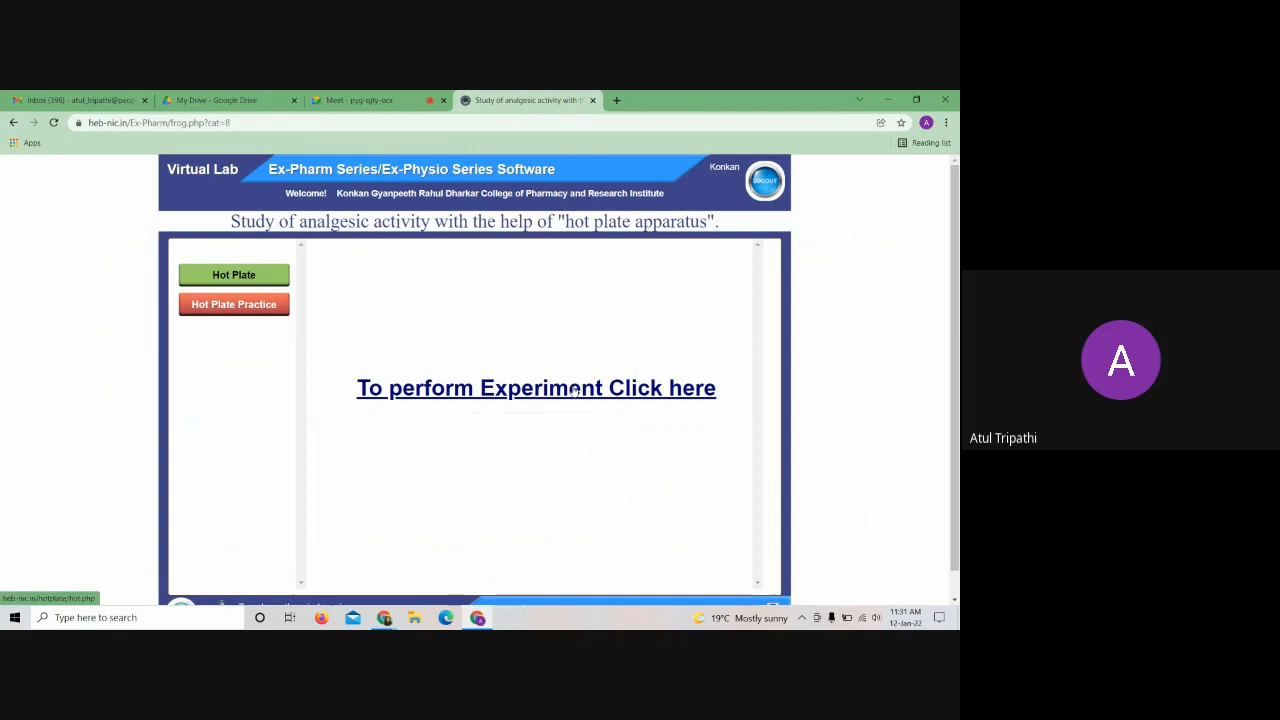 Inbox (396) - atul_tripathi@peop
My Drive - Google Drive
Meet - pyg-qjty-ocx
Study of analgesic activity with th
heb-nic.in/Ex-Pharm/frog.php?cat=8
A
Apps
Reading list
Virtual Lab
Ex-Pharm Series/Ex-Physio Series Software
Konkan
LOGOUT
Welcome! Konkan Gyanpeeth Rahul Dharkar College of Pharmacy and Research Institute
Study of analgesic activity with the help of "hot plate apparatus".
Hot Plate
Hot Plate Practice
To perform Experiment Click here
A
Atul Tripathi
heb-nic.in/hotplate/hot.php
Type here to search
19°C Mostly sunny
11:31 AM
12-Jan-22